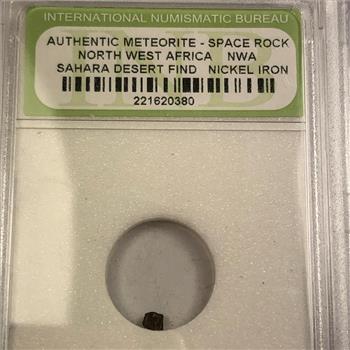 INTERNATIONAL NUMISMATIC BUREAU
AUTHENTIC METEORITE - SPACE ROCK
NORTH WEST AFRICA NWA
SAHARA DESERT FIND NICKEL IRON
221620380